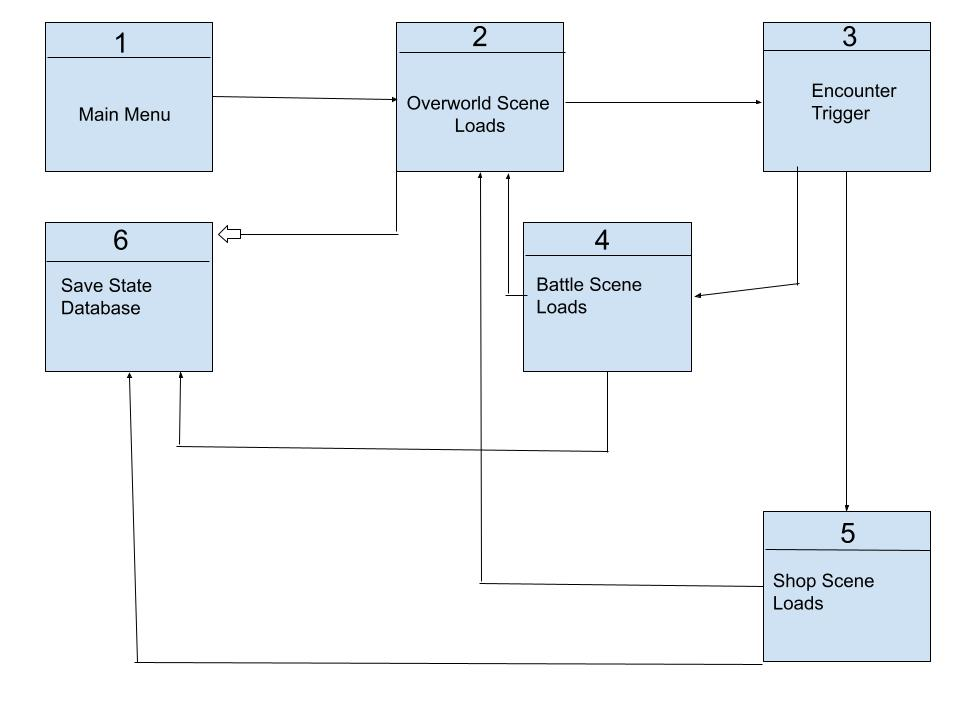 1
Main Menu
2
Overworld Scene
Loads
3
Encounter
Trigger
6
Save State
Database
4
Battle Scene
Loads
5
Shop Scene
Loads